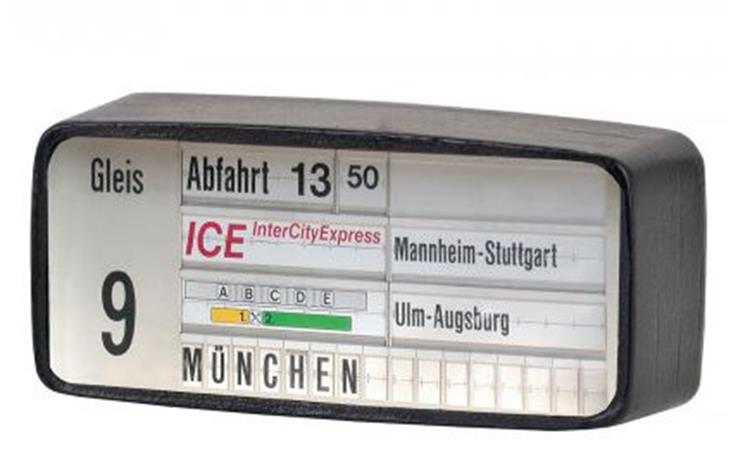 Gleis
9
Abfahrt 13 50
ICE InterCityExpress
Mannheim-Stuttgart
A B C D E
1. X 2.
Ulm-Augsburg
MÜNCHEN